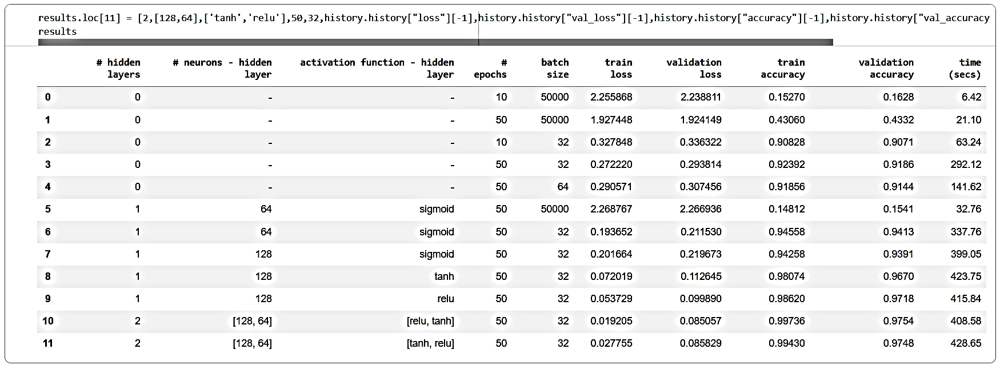 results.loc[11] = [2,[128,64],['tanh','relu'],50,32,history.history["loss"][-1],history.history["val_loss"][-1],history.history["accuracy"][-1],history.history["val_accuracy
results
# hidden layers # neurons - hidden layer activation function - hidden layer # epochs batch size train loss validation loss train accuracy validation accuracy time (secs)
0 0 - - 10 50000 2.255868 2.238811 0.15270 0.1628 6.42
1 0 - - 50 50000 1.927448 1.924149 0.43060 0.4332 21.10
2 0 - - 10 32 0.327848 0.336322 0.90828 0.9071 63.24
3 0 - - 50 32 0.272220 0.293814 0.92392 0.9186 292.12
4 0 - - 50 64 0.290571 0.307456 0.91856 0.9144 141.62
5 1 64 sigmoid 50 50000 2.268767 2.266936 0.14812 0.1541 32.76
6 1 64 sigmoid 50 32 0.193652 0.211530 0.94558 0.9413 337.76
7 1 128 sigmoid 50 32 0.201664 0.219673 0.94258 0.9391 399.05
8 1 128 tanh 50 32 0.072019 0.112645 0.98074 0.9670 423.75
9 1 128 relu 50 32 0.053729 0.099890 0.98620 0.9718 415.84
10 2 [128, 64] [relu, tanh] 50 32 0.019205 0.085057 0.99736 0.9754 408.58
11 2 [128, 64] [tanh, relu] 50 32 0.027755 0.085829 0.99430 0.9748 428.65